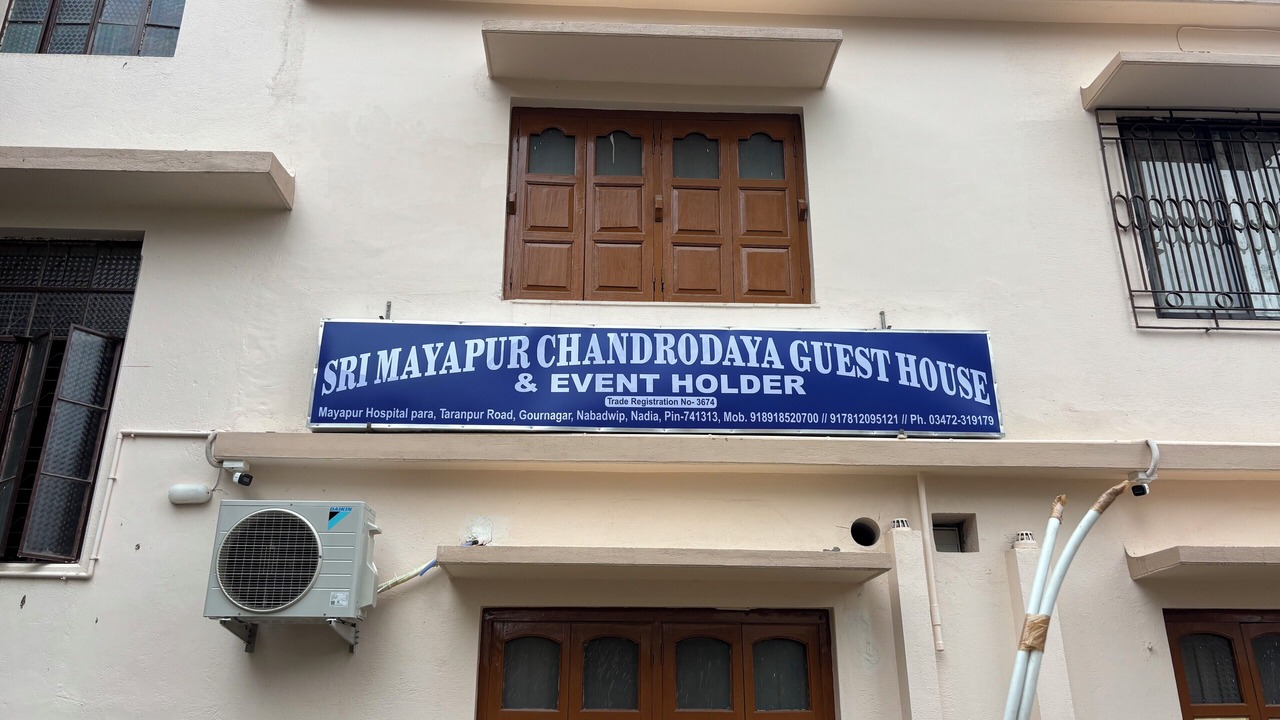 SRI MAYAPUR CHANDRODAYA GUEST HOUSE
& EVENT HOLDER
Trade Registration No- 3674
Mayapur Hospital para, Taranpur Road, Gournagar, Nabadwip, Nadia, Pin-741313, Mob. 918918520700 // 917812095121 // Ph. 03472-319179
DAIKIN